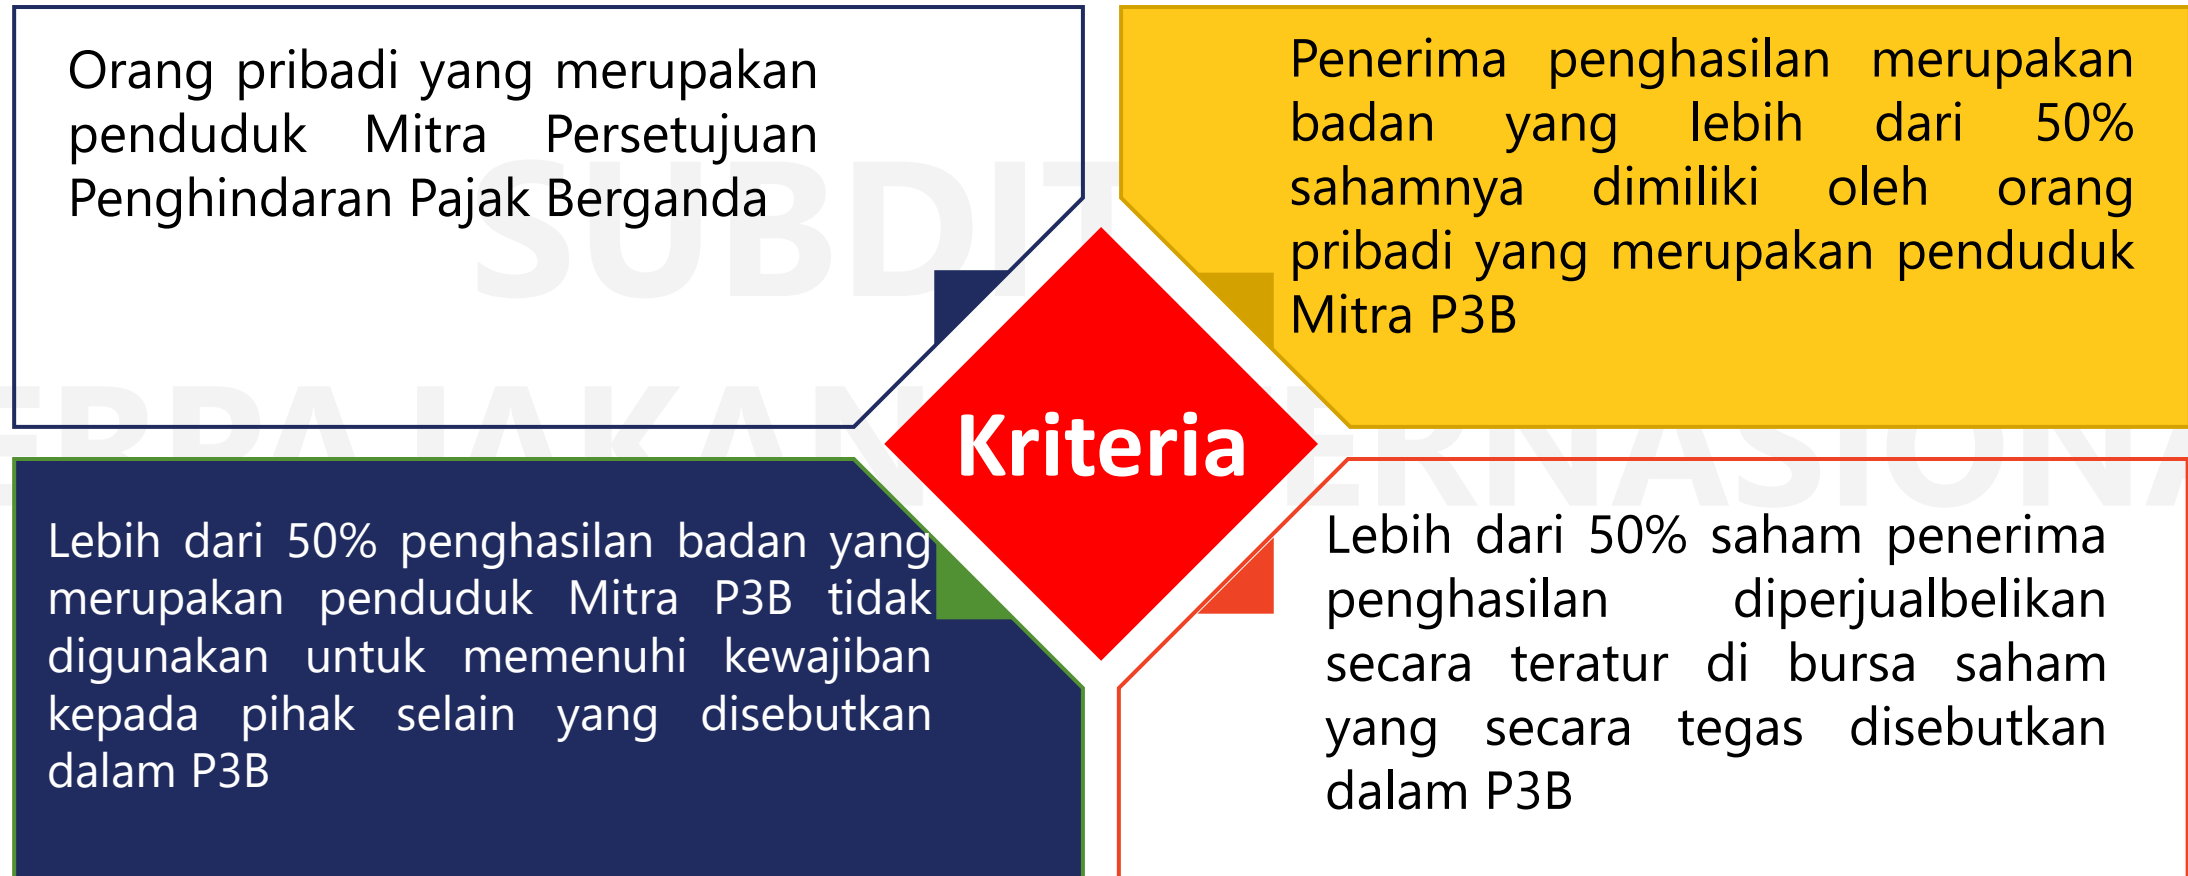 Orang pribadi yang merupakan
penduduk Mitra Persetujuan
Penghindaran Pajak Berganda
Penerima penghasilan merupakan
badan yang lebih dari 50%
sahamnya dimiliki oleh orang
pribadi yang merupakan penduduk
Mitra P3B
Kriteria
Lebih dari 50% penghasilan badan yang
merupakan penduduk Mitra P3B tidak
digunakan untuk memenuhi kewajiban
kepada pihak selain yang disebutkan
dalam P3B
Lebih dari 50% saham penerima
penghasilan diperjualbelikan
secara teratur di bursa saham
yang secara tegas disebutkan
dalam P3B
SUBDIT